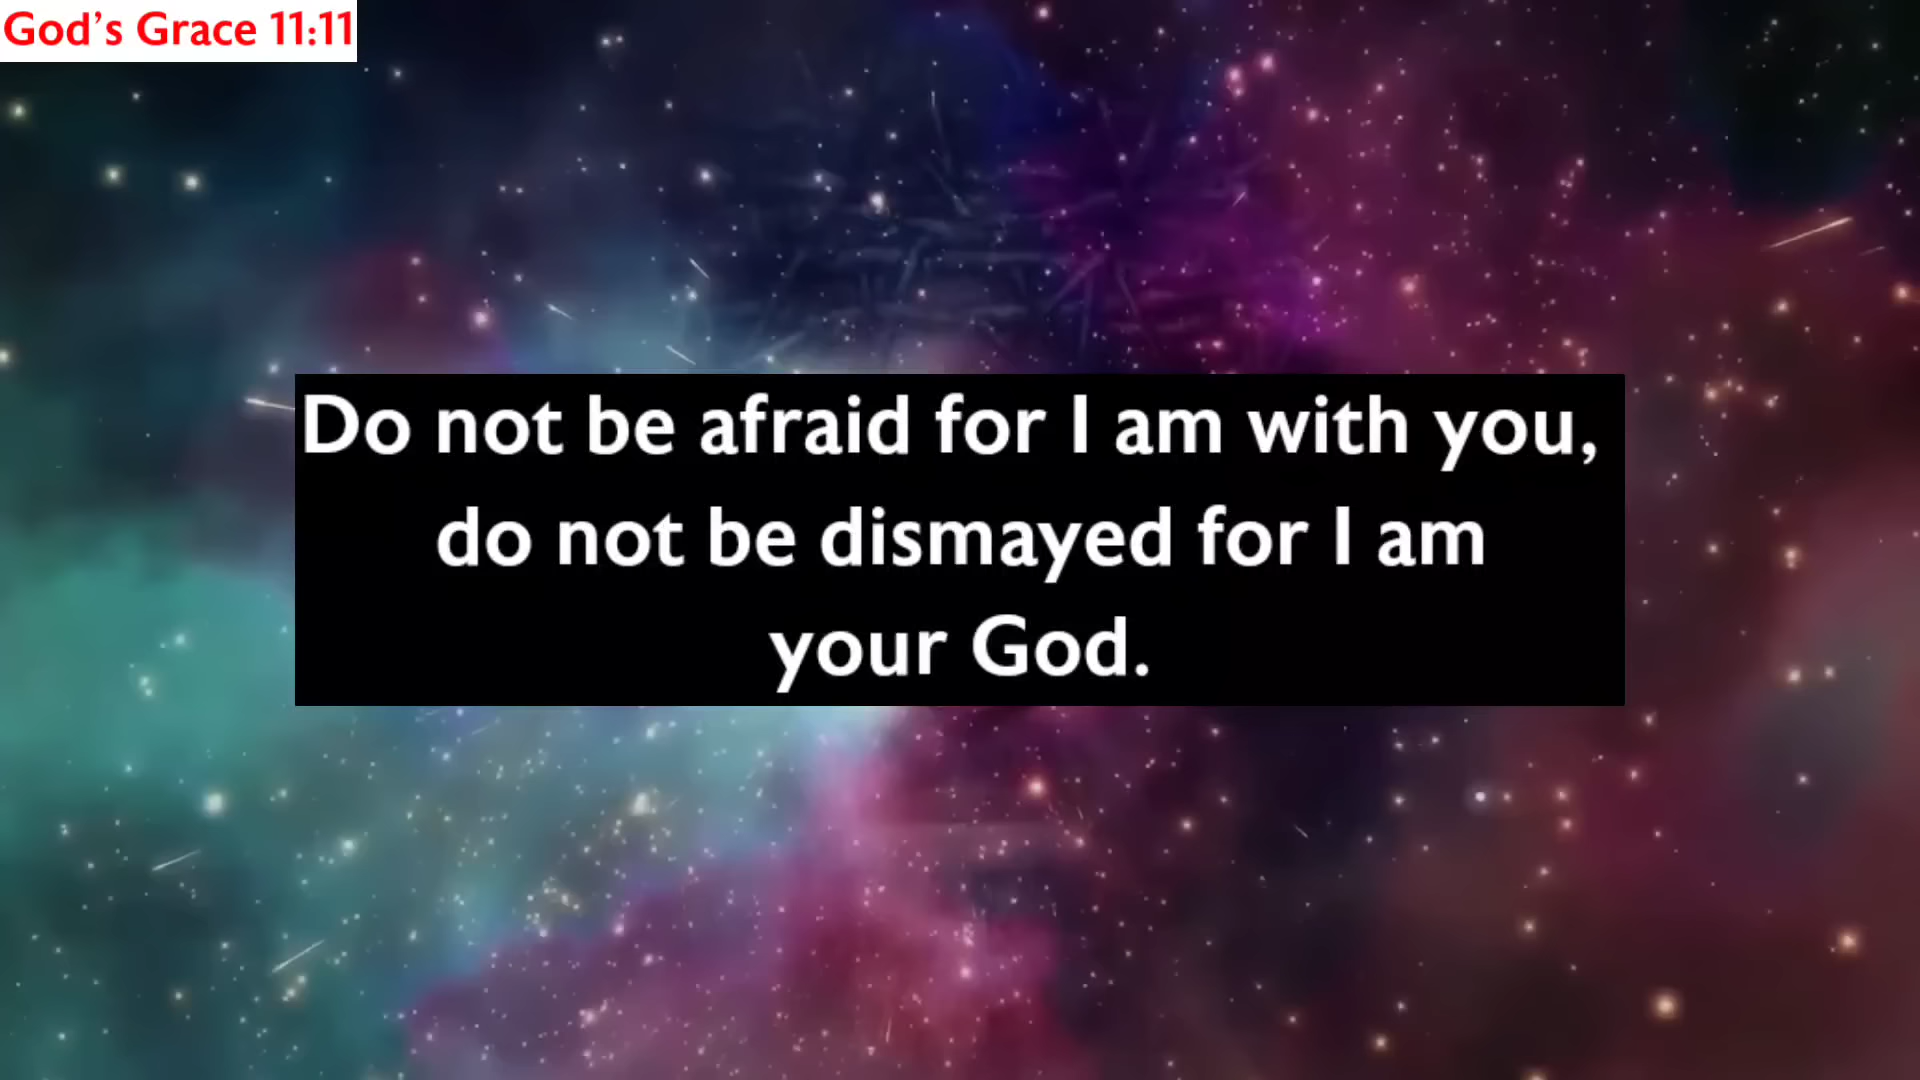 God’s Grace 11:11
Do not be afraid for I am with you,
do not be dismayed for I am
your God.